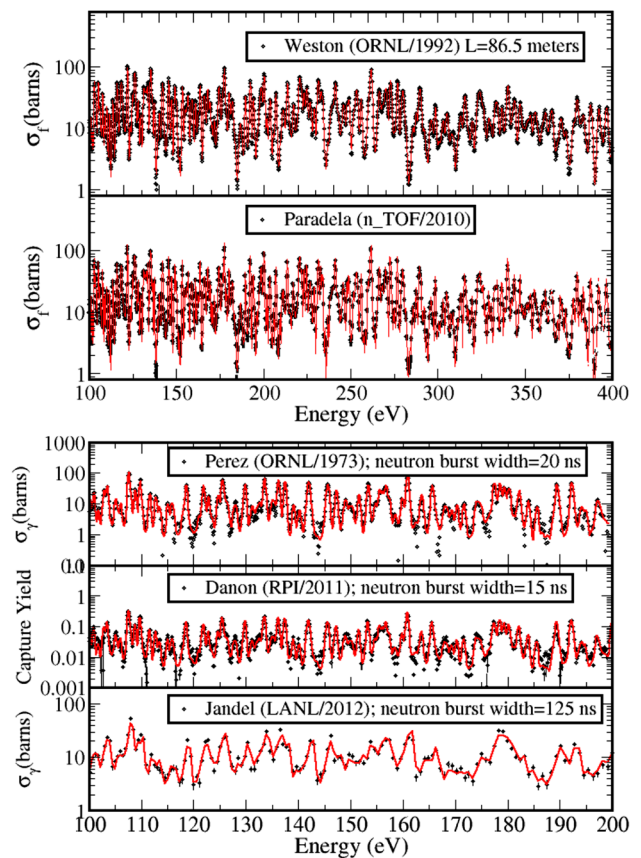 Weston (ORNL/1992) L=86.5 meters
100
10
1
σf(barns)
Paradela (n_TOF/2010)
100
10
1
σf(barns)
100 150 200 250 300 350 400
Energy (eV)
Perez (ORNL/1973); neutron burst width=20 ns
1000
100
10
1
σγ(barns)
Danon (RPI/2011); neutron burst width=15 ns
1
0.1
0.01
0.001
Capture Yield
Jandel (LANL/2012); neutron burst width=125 ns
100
10
1
σγ(barns)
100 110 120 130 140 150 160 170 180 190 200
Energy (eV)